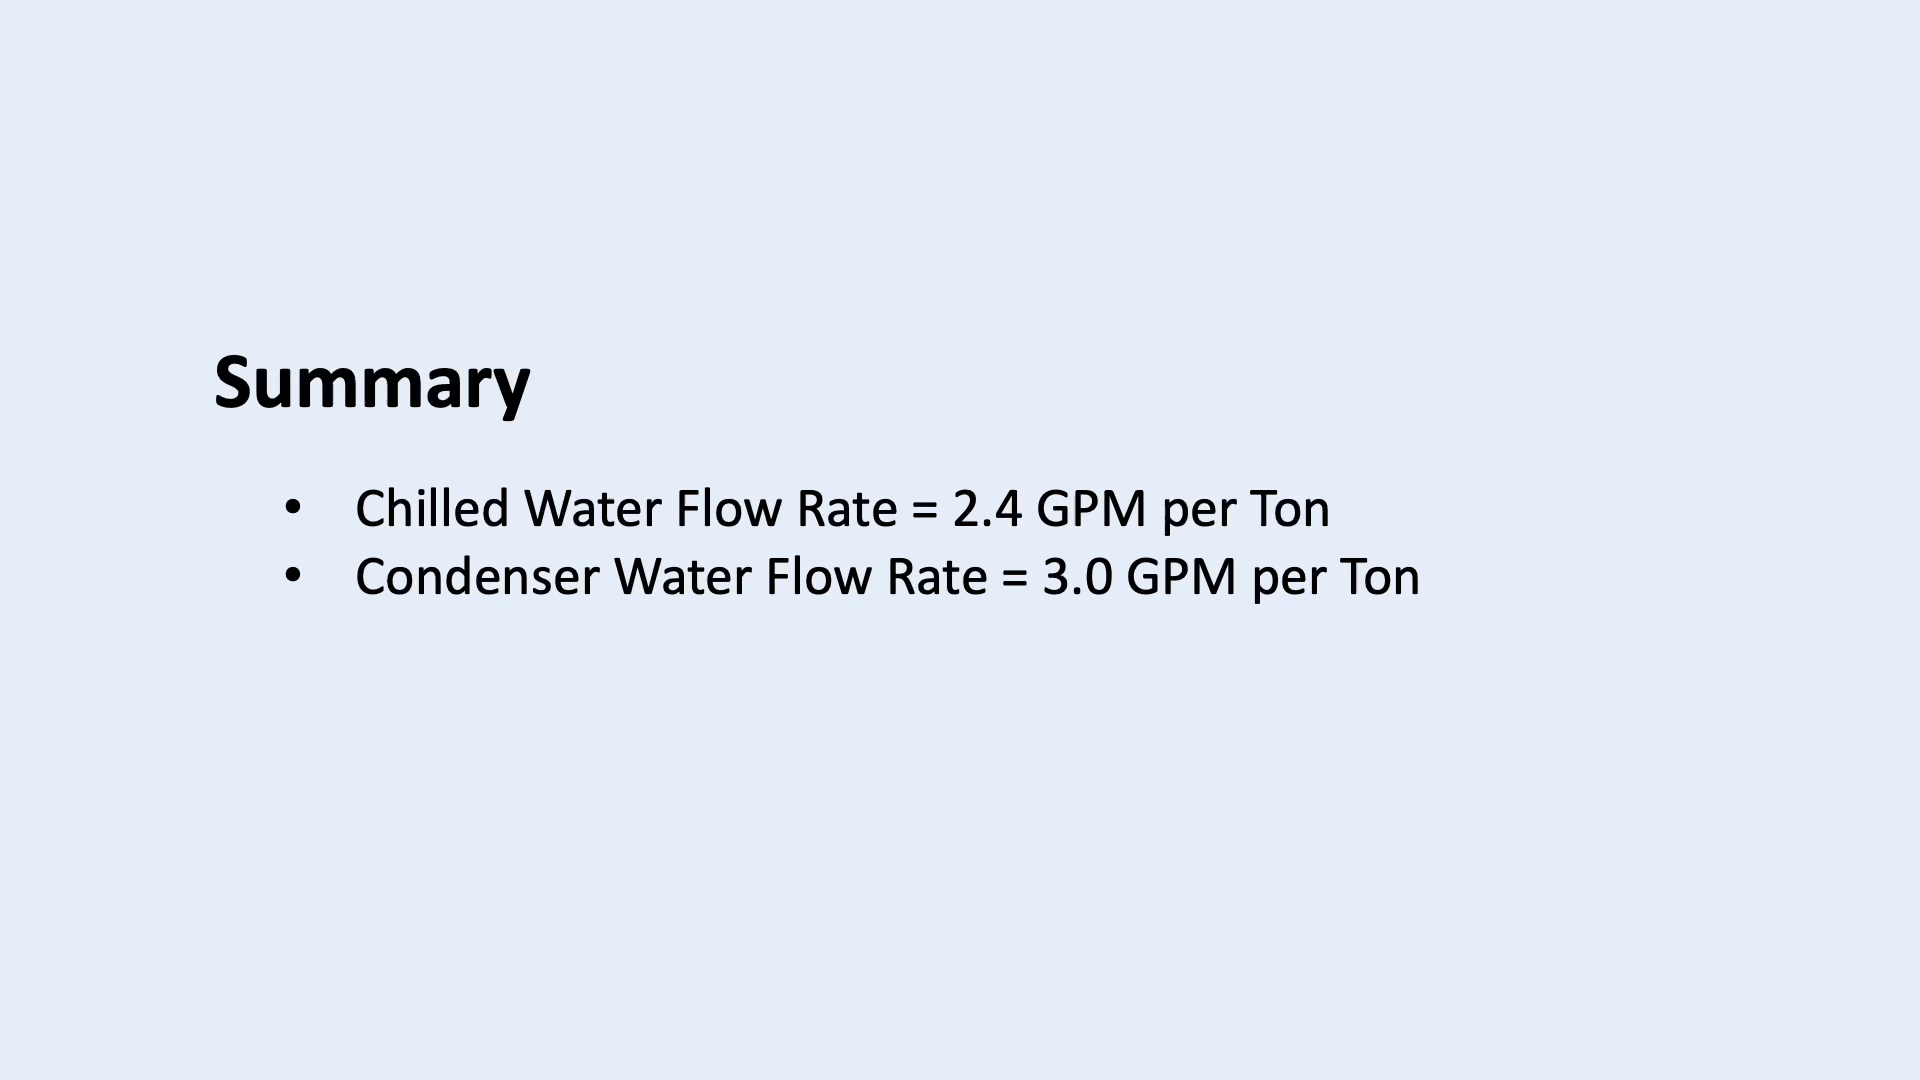 Summary
• Chilled Water Flow Rate = 2.4 GPM per Ton
• Condenser Water Flow Rate = 3.0 GPM per Ton